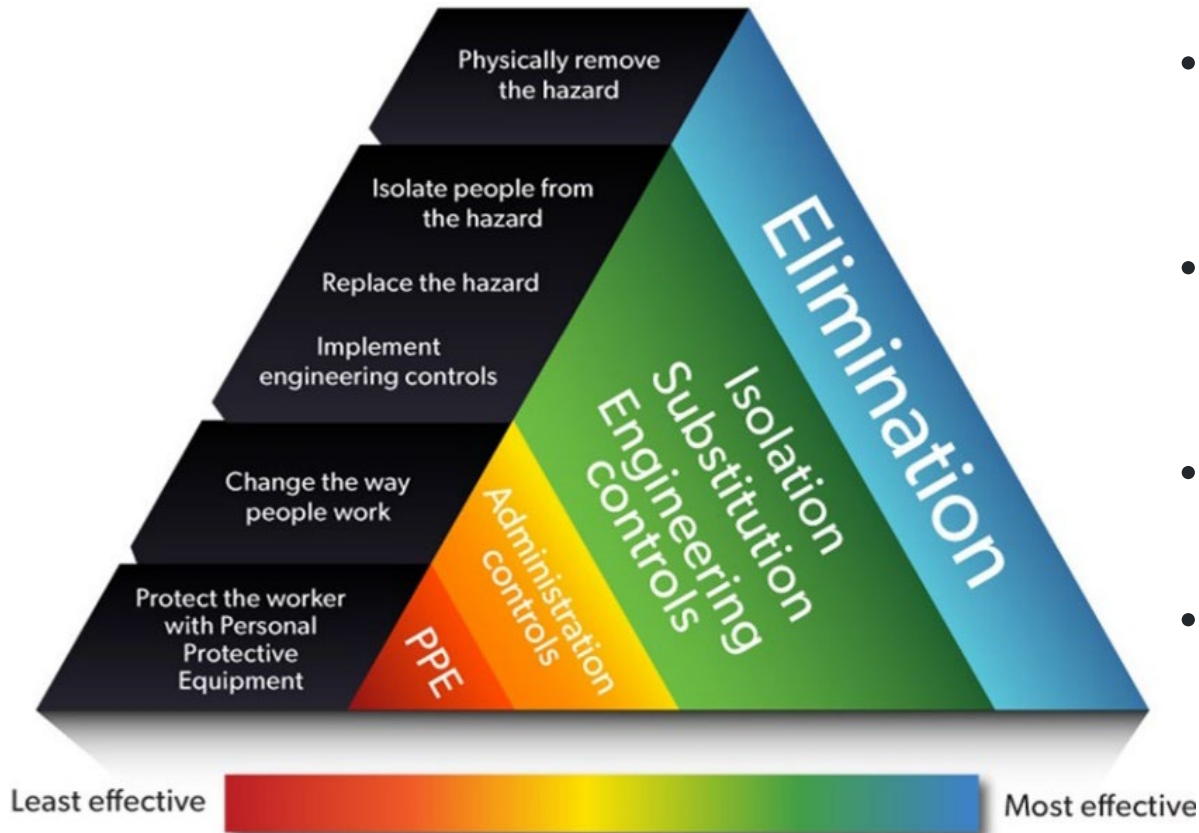 Physically remove
the hazard
Isolate people from
the hazard
Replace the hazard
Implement
engineering controls
Change the way
people work
Protect the worker
with Personal
Protective
Equipment
Elimination
Isolation
Substitution
Engineering
controls
Administration
controls
PPE
Least effective
Most effective